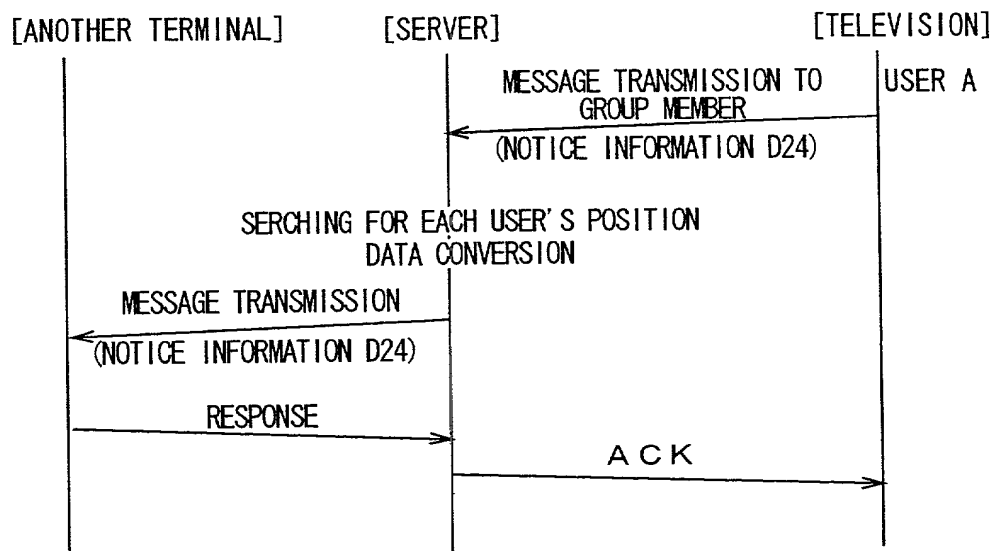 [ANOTHER TERMINAL] [SERVER] [TELEVISION]
MESSAGE TRANSMISSION TO
GROUP MEMBER
USER A
(NOTICE INFORMATION D24)
SERCHING FOR EACH USER'S POSITION
DATA CONVERSION
MESSAGE TRANSMISSION
(NOTICE INFORMATION D24)
RESPONSE
ACK